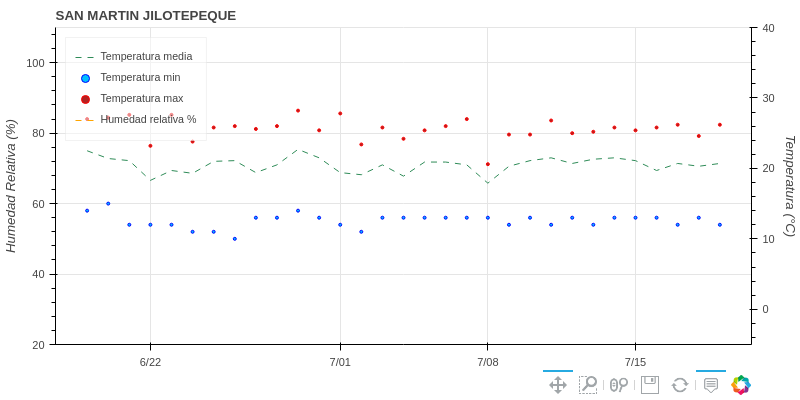 SAN MARTIN JILOTEPEQUE
Temperatura media
Temperatura min
Temperatura max
Humedad relativa %
Humedad Relativa (%)
100
80
60
40
20
40
30
20
10
0
Temperatura (°C)
6/22
7/01
7/08
7/15